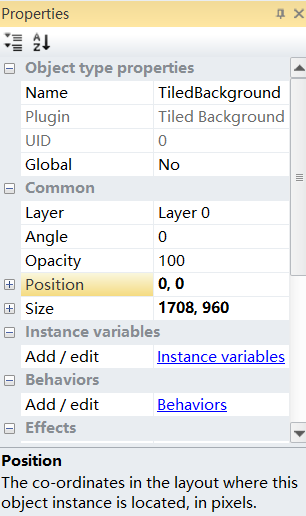 Properties
Object type properties
Name TiledBackground
Plugin Tiled Background
UID 0
Global No
Common
Layer Layer 0
Angle 0
Opacity 100
Position 0, 0
Size 1708, 960
Instance variables
Add / edit Instance variables
Behaviors
Add / edit Behaviors
Effects
Position
The co-ordinates in the layout where this
object instance is located, in pixels.